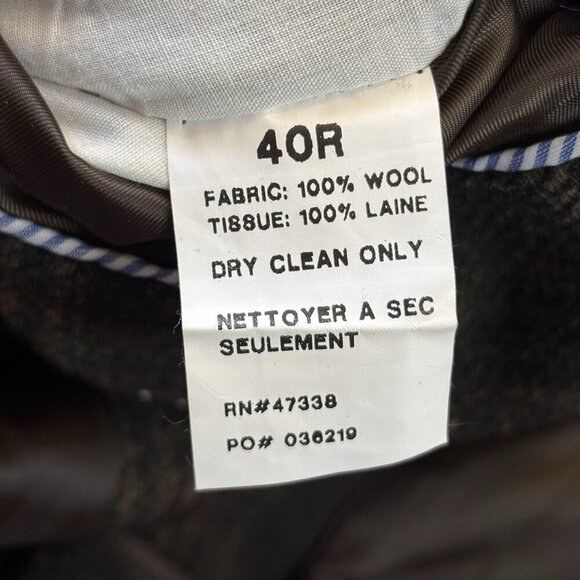 40R
FABRIC: 100% WOOL
TISSUE: 100% LAINE
DRY CLEAN ONLY
NETTOYER A SEC
SEULEMENT
RN#47338
PO# 036219